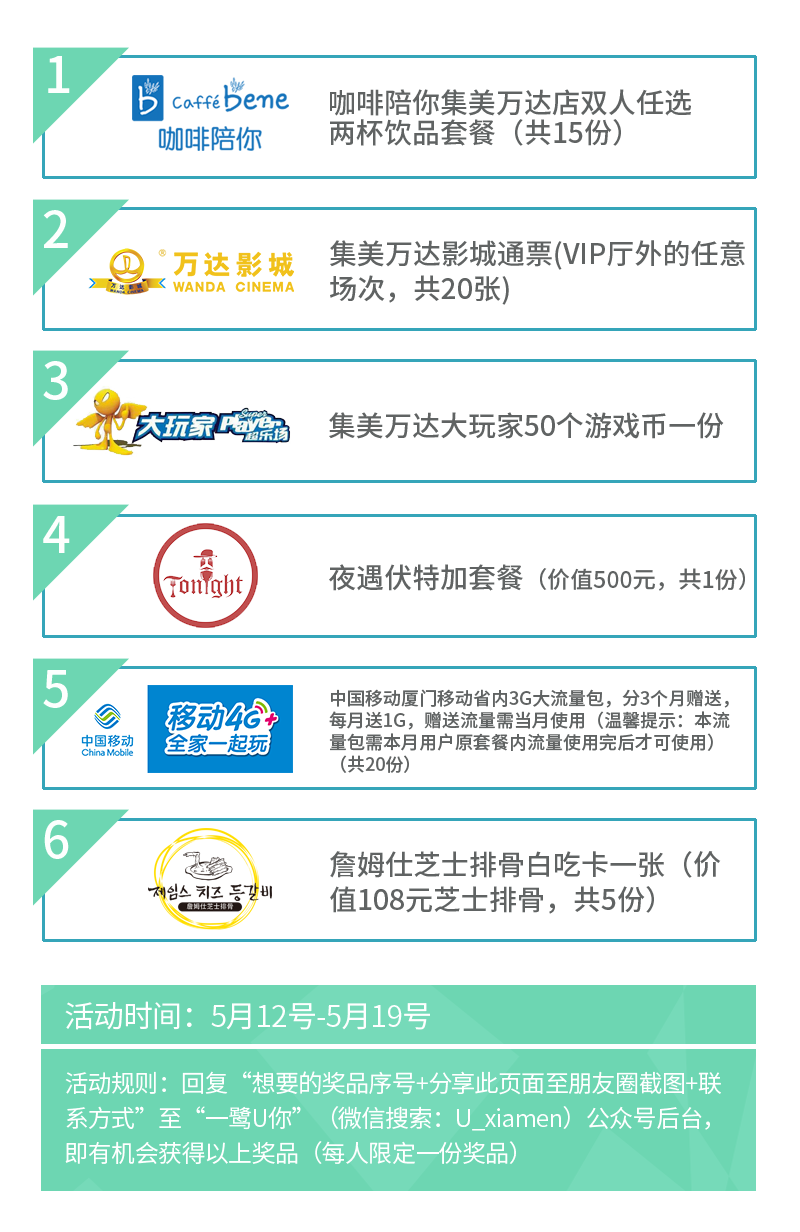 1
b
Caffé bene
咖啡陪你
咖啡陪你集美万达店双人任选
两杯饮品套餐（共15份）
2
万达影城
WANDA CINEMA
®
万达影城
WANDA CINEMA
集美万达影城通票(VIP厅外的任意
场次，共20张)
3
大玩家
Super
Player
超乐场
集美万达大玩家50个游戏币一份
4
Tonight
夜遇伏特加套餐（价值500元，共1份）
5
中国移动
China Mobile
移动4G+
全家一起玩
中国移动厦门移动省内3G大流量包，分3个月赠送，
每月送1G，赠送流量需当月使用（温馨提示：本流
量包需本月用户原套餐内流量使用完后才可使用）
（共20份）
6
제임스 치즈 등갈비
詹姆仕芝士排骨
詹姆仕芝士排骨白吃卡一张（价
值108元芝士排骨，共5份）
活动时间：5月12号-5月19号
活动规则：回复“想要的奖品序号+分享此页面至朋友圈截图+联
系方式”至“一鹭U你”（微信搜索：U_xiamen）公众号后台，
即有机会获得以上奖品（每人限定一份奖品）